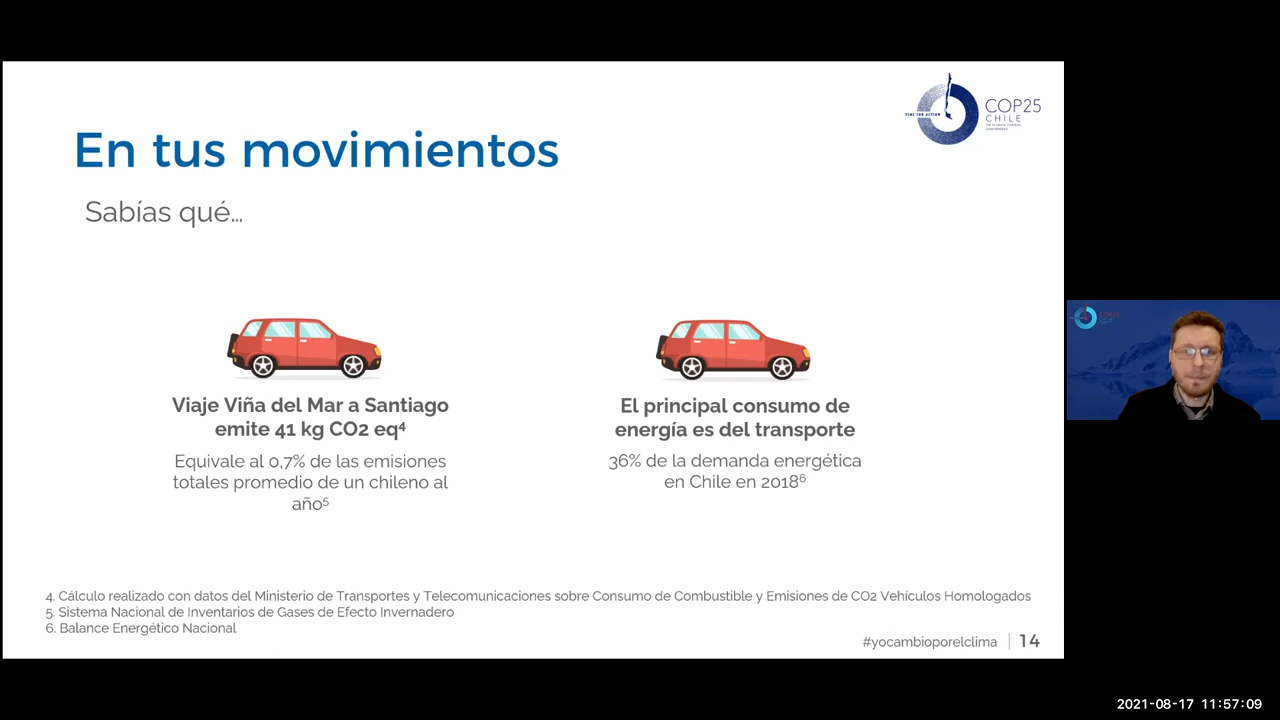 COP25
CHILE
UN CLIMATE CHANGE
CONFERENCE
TIME FOR ACTION
En tus movimientos
Sabías qué...
Viaje Viña del Mar a Santiago
emite 41 kg CO2 eq⁴
Equivale al 0,7% de las emisiones
totales promedio de un chileno al
año⁵
El principal consumo de
energía es del transporte
36% de la demanda energética
en Chile en 2018⁶
4. Cálculo realizado con datos del Ministerio de Transportes y Telecomunicaciones sobre Consumo de Combustible y Emisiones de CO2 Vehículos Homologados
5. Sistema Nacional de Inventarios de Gases de Efecto Invernadero
6. Balance Energético Nacional
#yocambioporelclima | 14
2021-08-17 11:57:09